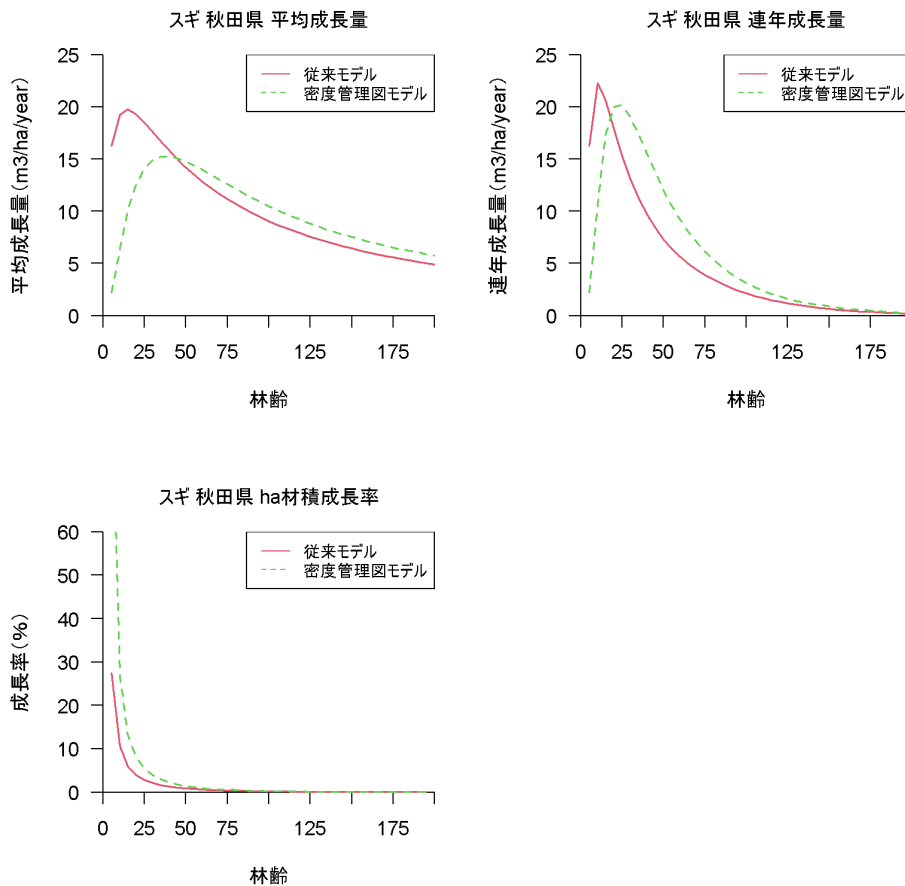 スギ 秋田県 平均成長量
平均成長量(m3/ha/year)
25
20
15
10
5
0
従来モデル
密度管理図モデル
0 25 50 75 125 175
林齢
スギ 秋田県 連年成長量
連年成長量(m3/ha/year)
25
20
15
10
5
0
従来モデル
密度管理図モデル
0 25 50 75 125 175
林齢
スギ 秋田県 ha材積成長率
成長率(%)
60
50
40
30
20
10
0
従来モデル
密度管理図モデル
0 25 50 75 125 175
林齢